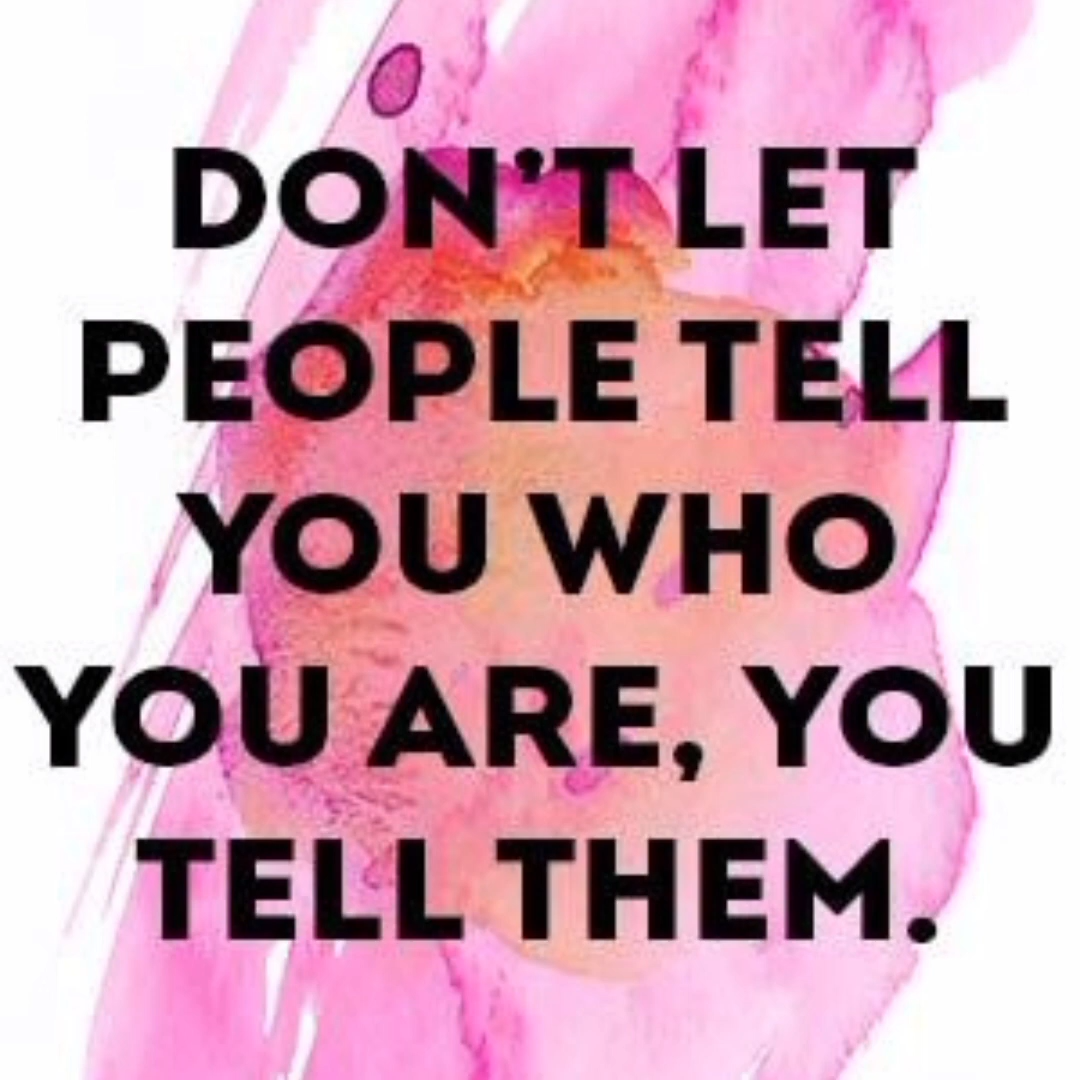 DON’T LET
PEOPLE TELL
YOU WHO
YOU ARE, YOU
TELL THEM.